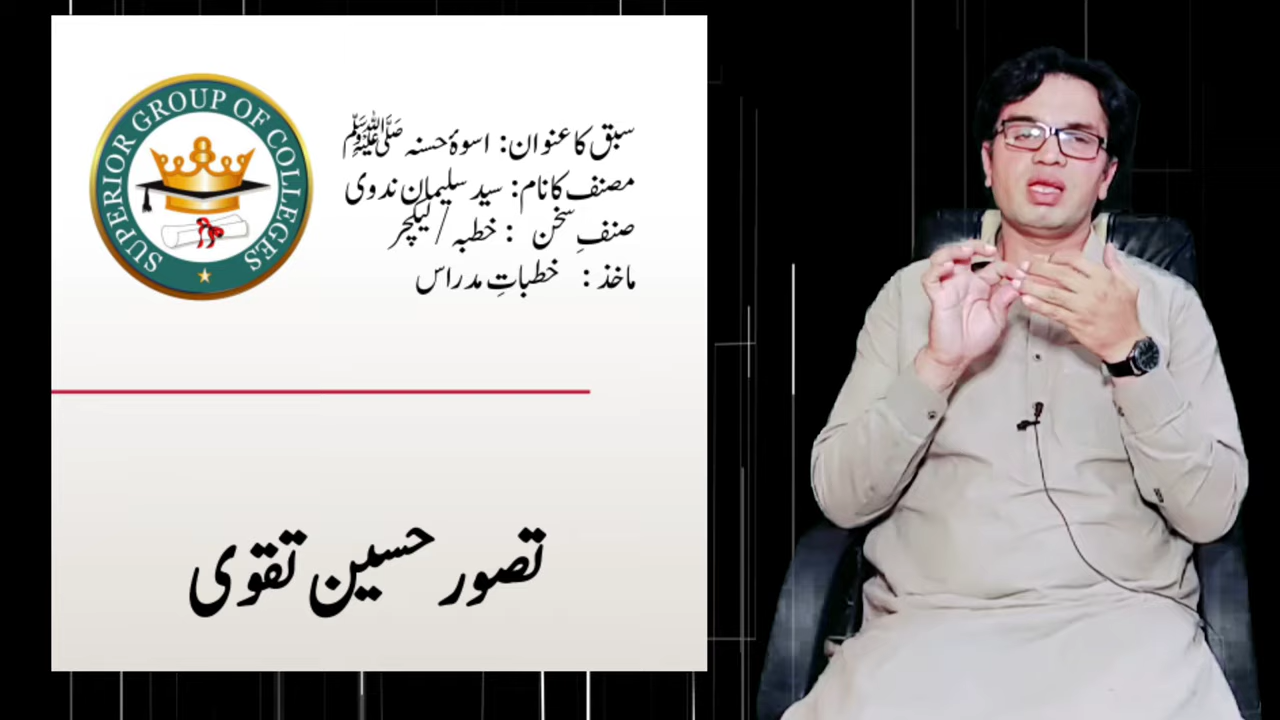 SUPERIOR GROUP OF COLLEGES
سبق کا عنوان: اسوۂ حسنہ ﷺ
مصنف کا نام: سید سلیمان ندوی
صنفِ سخن : خطبہ / لیکچر
ماخذ : خطباتِ مدراس
تصور حسین تقوی